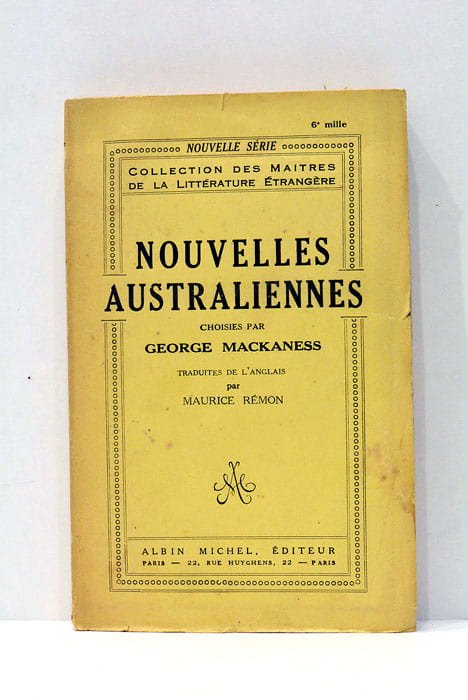 6e mille
NOUVELLE SÉRIE
COLLECTION DES MAITRES
DE LA LITTÉRATURE ÉTRANGÈRE
NOUVELLES
AUSTRALIENNES
CHOISIES PAR
GEORGE MACKANESS
TRADUITES DE L'ANGLAIS
par
MAURICE RÉMON
AM
ALBIN MICHEL, ÉDITEUR
PARIS — 22, RUE HUYGHENS, 22 — PARIS